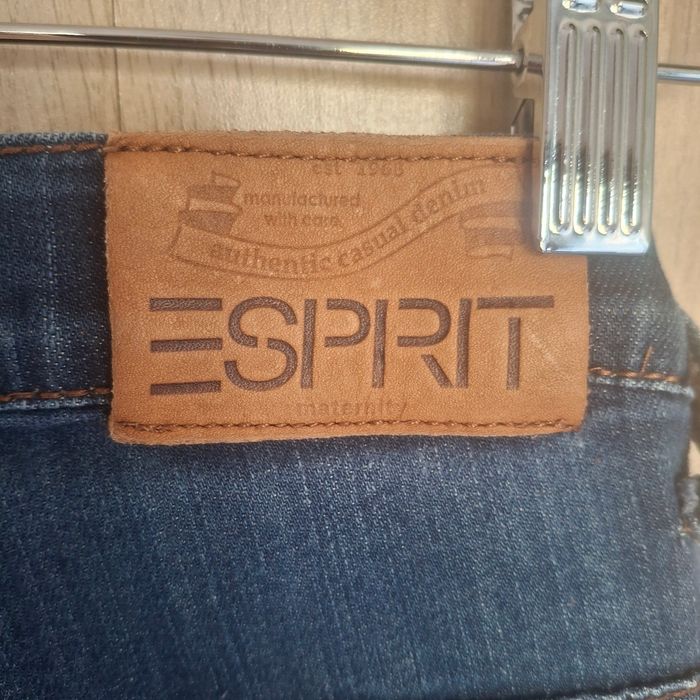 est 1968
manufactured
with care.
authentic casual denim
ESPRIT
maternity